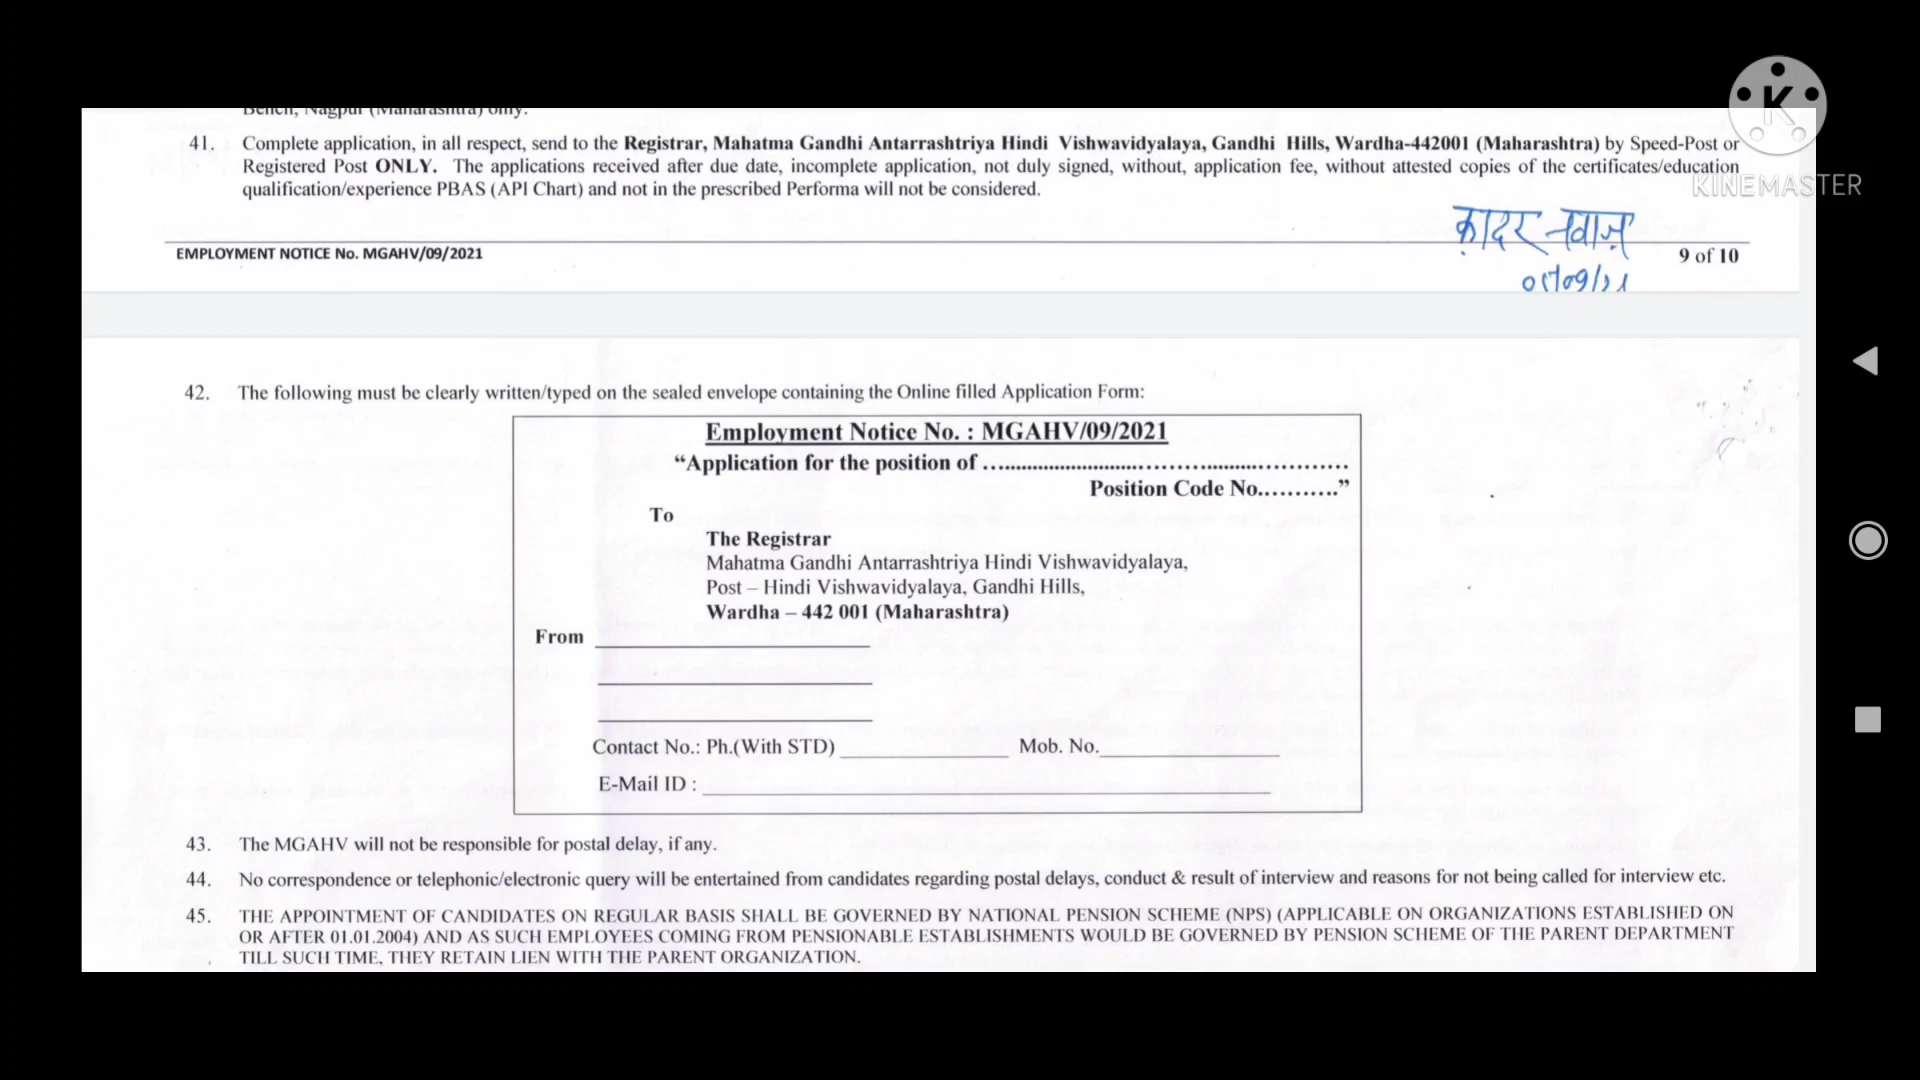 Bench, Nagpur (Maharashtra) only.
41. Complete application, in all respect, send to the Registrar, Mahatma Gandhi Antarrashtriya Hindi Vishwavidyalaya, Gandhi Hills, Wardha-442001 (Maharashtra) by Speed-Post or
Registered Post ONLY. The applications received after due date, incomplete application, not duly signed, without, application fee, without attested copies of the certificates/education
qualification/experience PBAS (API Chart) and not in the prescribed Performa will not be considered.
K
KINEMASTER
क़ादर नवाज़
EMPLOYMENT NOTICE No. MGAHV/09/2021
9 of 10
42. The following must be clearly written/typed on the sealed envelope containing the Online filled Application Form:
Employment Notice No. : MGAHV/09/2021
“Application for the position of ………………………………………………
Position Code No.……….”
To
The Registrar
Mahatma Gandhi Antarrashtriya Hindi Vishwavidyalaya,
Post – Hindi Vishwavidyalaya, Gandhi Hills,
Wardha – 442 001 (Maharashtra)
From ____________________
____________________
____________________
Contact No.: Ph.(With STD)____________ Mob. No._____________
E-Mail ID : ________________________________________
43. The MGAHV will not be responsible for postal delay, if any.
44. No correspondence or telephonic/electronic query will be entertained from candidates regarding postal delays, conduct & result of interview and reasons for not being called for interview etc.
45. THE APPOINTMENT OF CANDIDATES ON REGULAR BASIS SHALL BE GOVERNED BY NATIONAL PENSION SCHEME (NPS) (APPLICABLE ON ORGANIZATIONS ESTABLISHED ON
OR AFTER 01.01.2004) AND AS SUCH EMPLOYEES COMING FROM PENSIONABLE ESTABLISHMENTS WOULD BE GOVERNED BY PENSION SCHEME OF THE PARENT DEPARTMENT
TILL SUCH TIME, THEY RETAIN LIEN WITH THE PARENT ORGANIZATION.